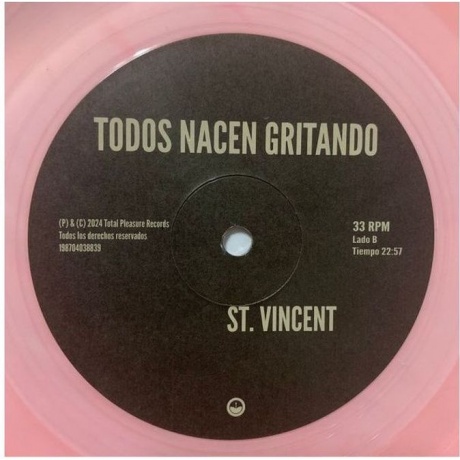 TODOS NACEN GRITANDO
(P) & (C) 2024 Total Pleasure Records
Todos los derechos reservados
198704038839
33 RPM
Lado B
Tiempo 22:57
ST. VINCENT